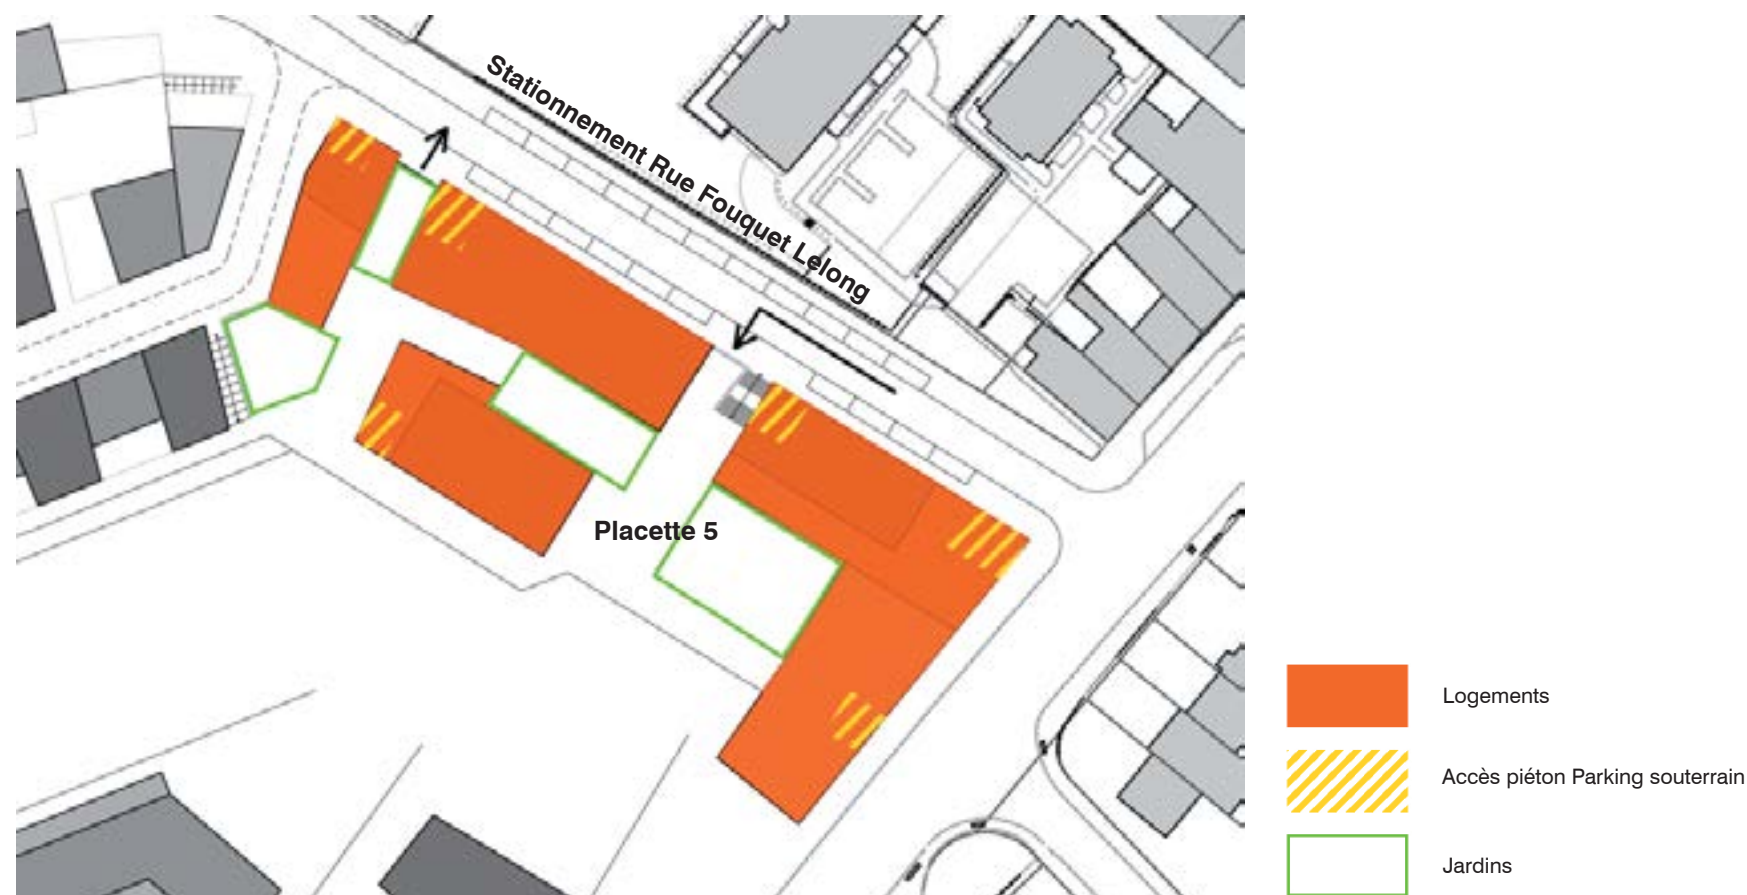 Stationnement Rue Fouquet Lelong
Placette 5
Logements
Accès piéton Parking souterrain
Jardins